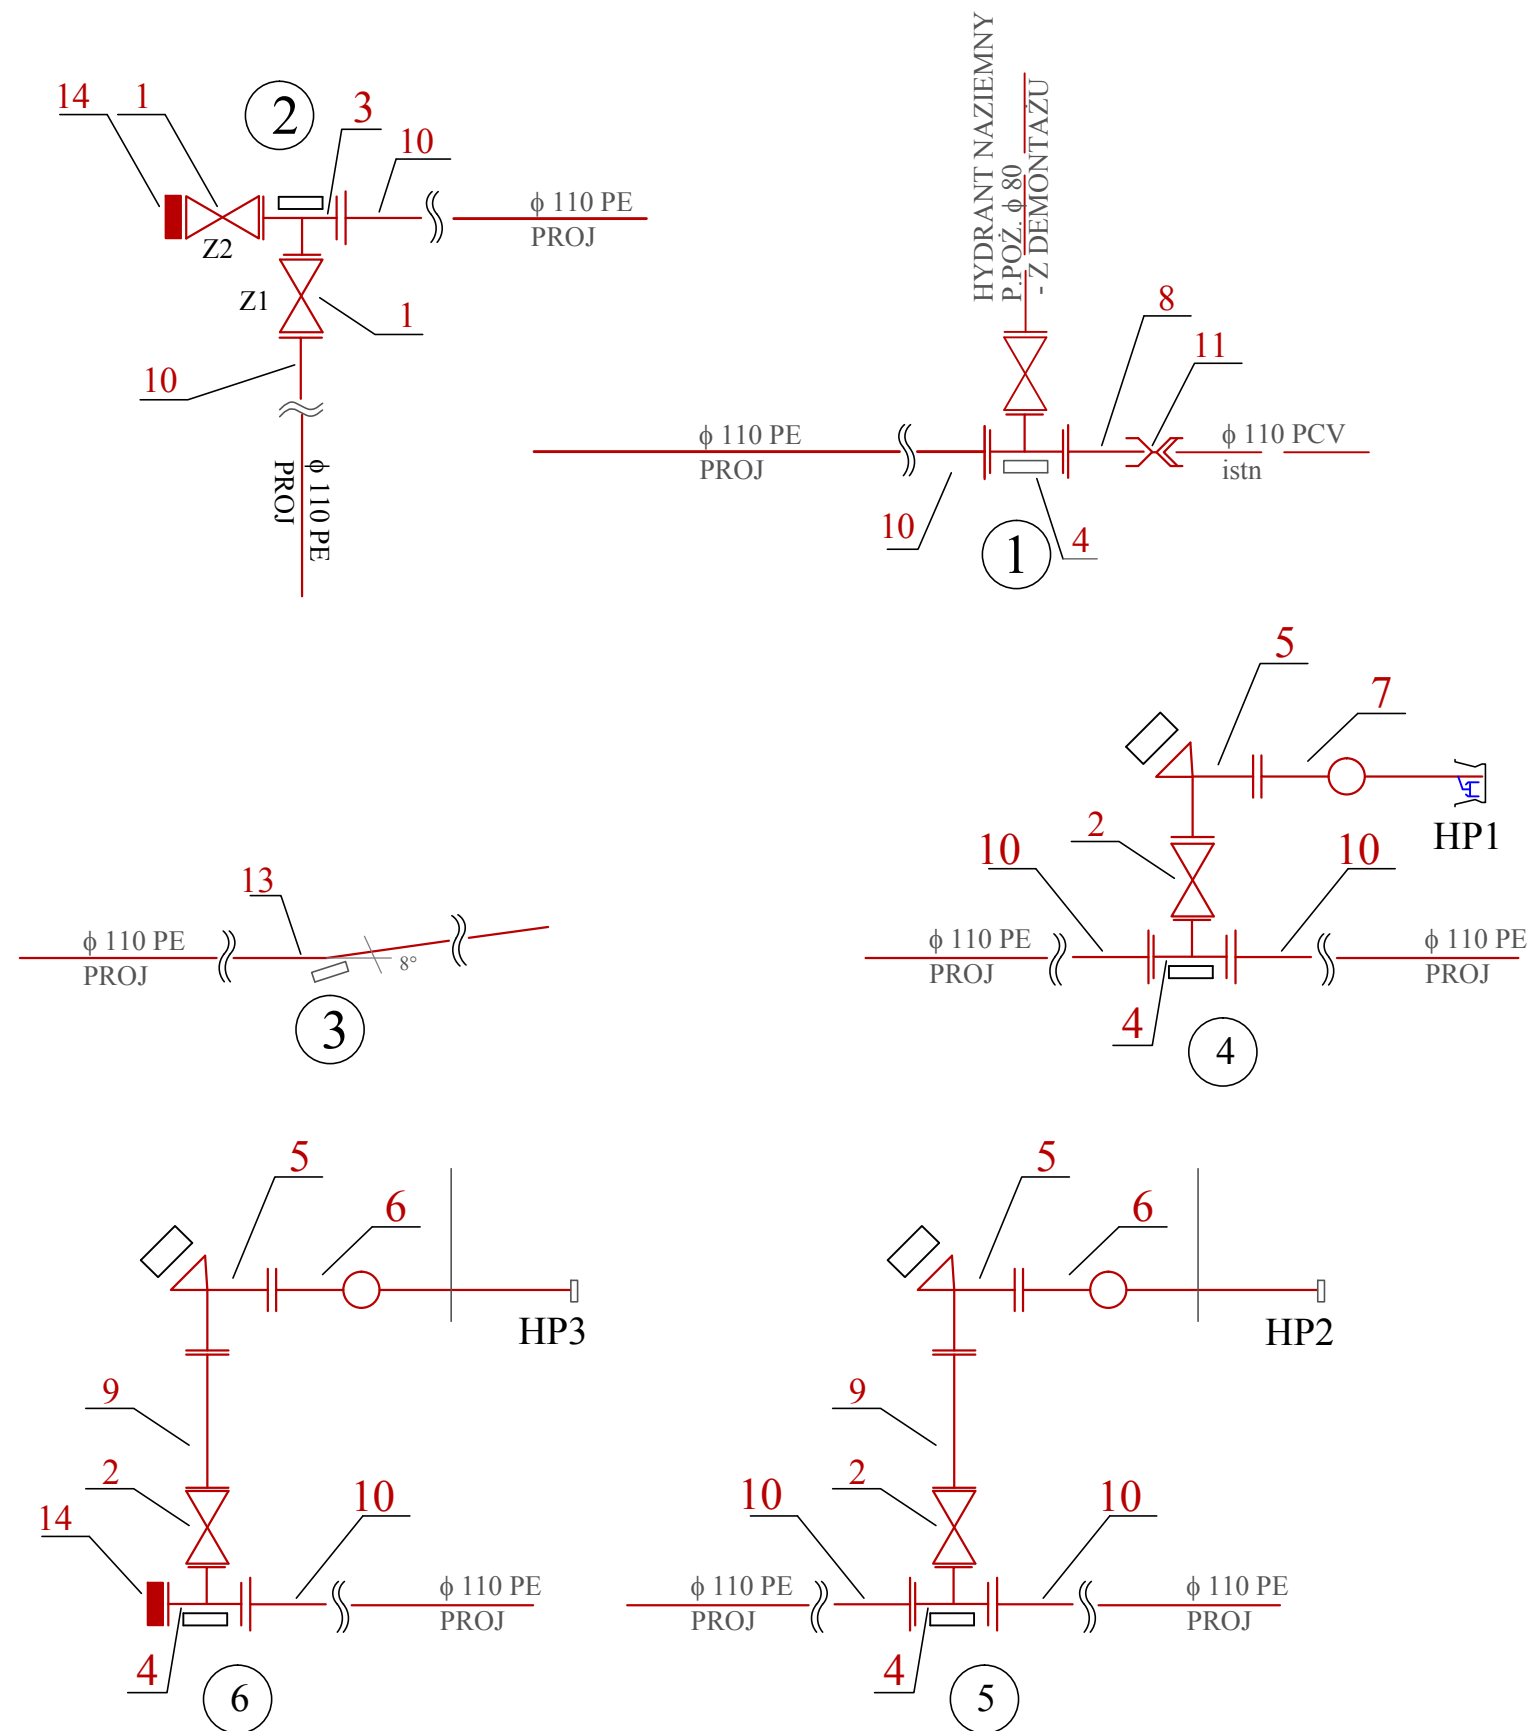 14
1
2
3
10
ϕ 110 PE
PROJ
Z2
Z1
1
10
ϕ 110 PE
PROJ
HYDRANT NAZIEMNY
P.POŻ. ϕ 80
- Z DEMONTAŻU
8
11
ϕ 110 PE
PROJ
ϕ 110 PCV
istn
10
4
1
5
7
HP1
2
10
10
ϕ 110 PE
PROJ
ϕ 110 PE
PROJ
4
4
13
ϕ 110 PE
PROJ
8°
3
5
6
HP3
9
2
10
14
ϕ 110 PE
PROJ
4
6
5
6
HP2
9
2
10
10
ϕ 110 PE
PROJ
ϕ 110 PE
PROJ
4
5